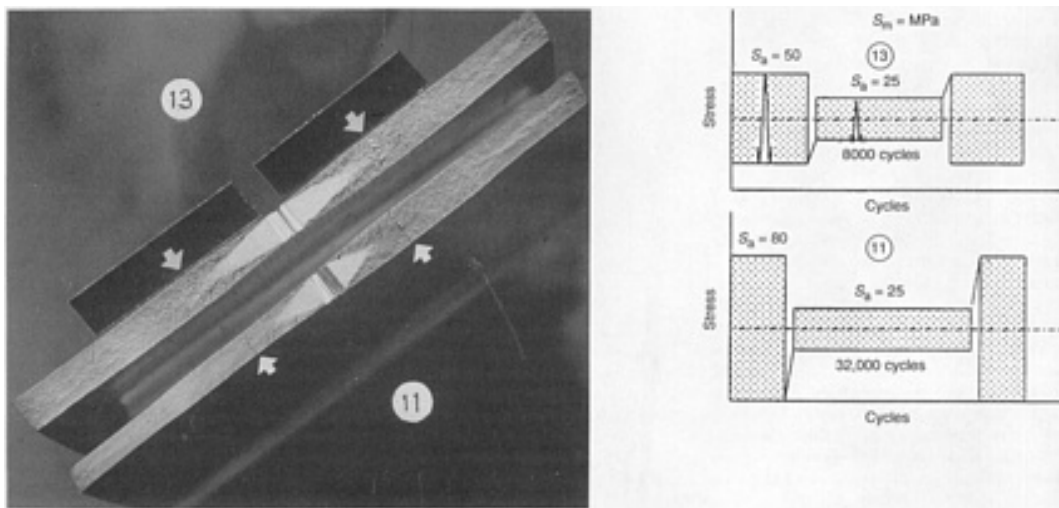 13
11
Sm = MPa
13
Sa = 50
Sa = 25
Stress
8000 cycles
Cycles
Sa = 80
11
Sa = 25
Stress
32,000 cycles
Cycles